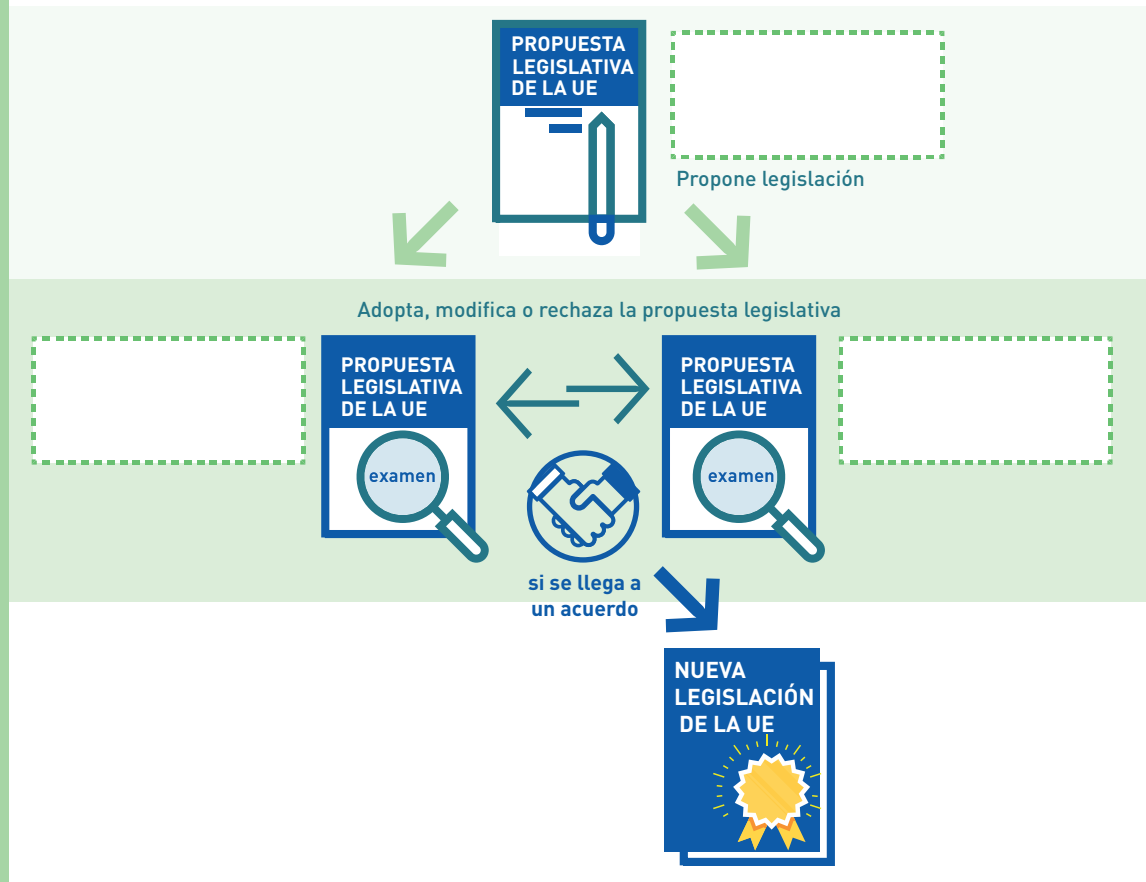 PROPUESTA
LEGISLATIVA
DE LA UE
Propone legislación
Adopta, modifica o rechaza la propuesta legislativa
PROPUESTA
LEGISLATIVA
DE LA UE
examen
PROPUESTA
LEGISLATIVA
DE LA UE
examen
si se llega a
un acuerdo
NUEVA
LEGISLACIÓN
DE LA UE